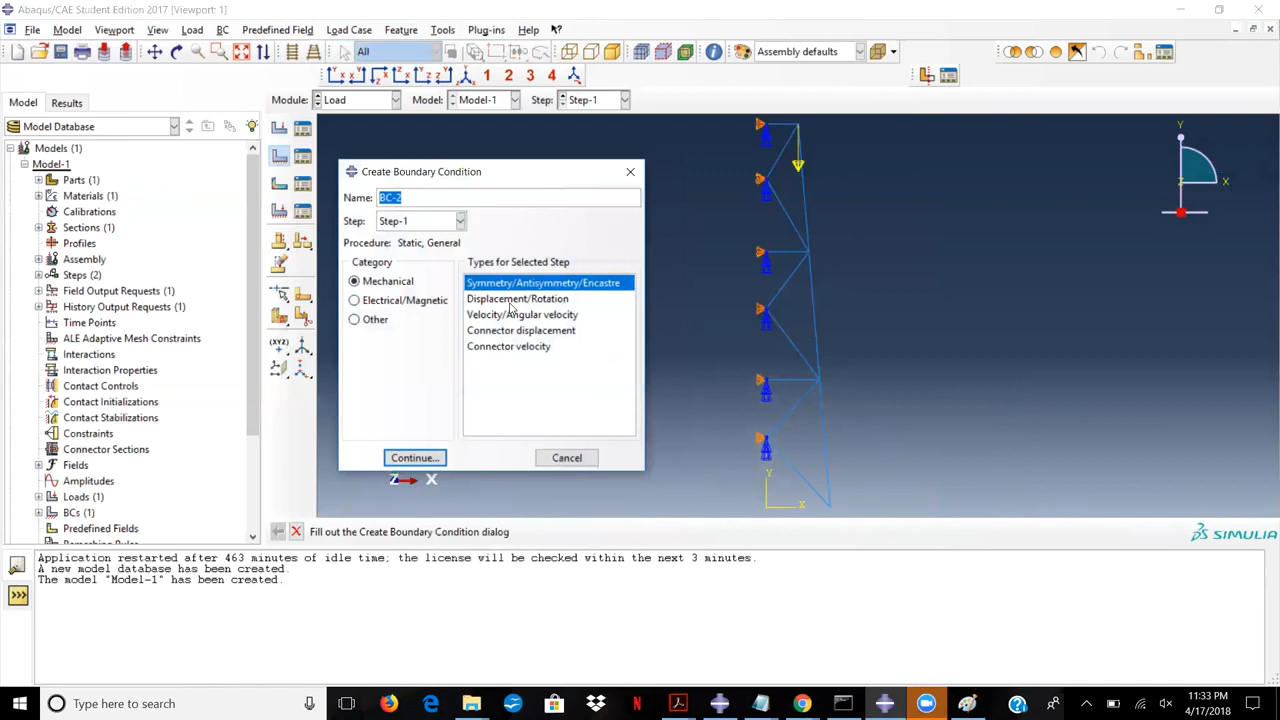 Abaqus/CAE Student Edition 2017 [Viewport: 1]
File Model Viewport View Load BC Predefined Field Load Case Feature Tools Plug-ins Help
All Assembly defaults
1 2 3 4
Model Results
Module: Load Model: Model-1 Step: Step-1
Model Database
Models (1)
Model-1
Parts (1)
Materials (1)
Calibrations
Sections (1)
Profiles
Assembly
Steps (2)
Field Output Requests (1)
History Output Requests (1)
Time Points
ALE Adaptive Mesh Constraints
Interactions
Interaction Properties
Contact Controls
Contact Initializations
Contact Stabilizations
Constraints
Connector Sections
Fields
Amplitudes
Loads (1)
BCs (1)
Predefined Fields
(XYZ)
Create Boundary Condition
Name: BC-2
Step: Step-1
Procedure: Static, General
Category Types for Selected Step
Mechanical
Electrical/Magnetic
Other
Symmetry/Antisymmetry/Encastre
Displacement/Rotation
Velocity/Angular velocity
Connector displacement
Connector velocity
Continue... Cancel
Z X
Y
X
Y
Z X
Fill out the Create Boundary Condition dialog
SIMULIA
Application restarted after 463 minutes of idle time; the license will be checked within the next 3 minutes.
A new model database has been created.
The model "Model-1" has been created.
>>>
Type here to search
11:33 PM
4/17/2018